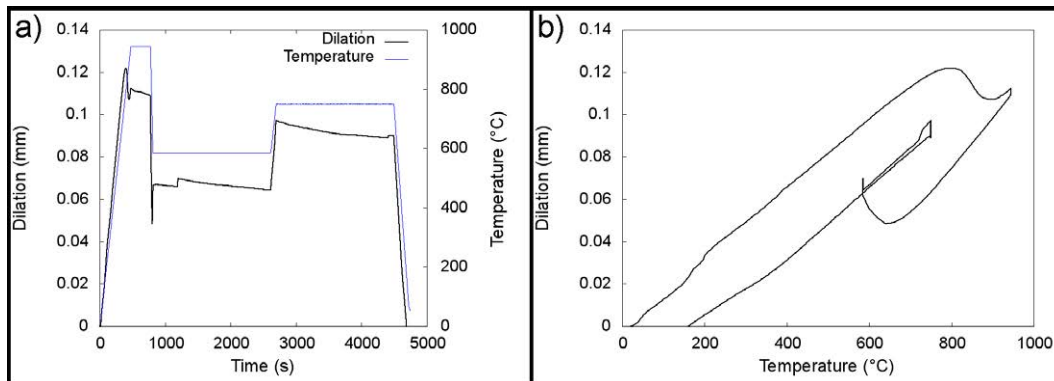 a)
Dilation
Temperature
0.14
0.12
0.1
0.08
0.06
0.04
0.02
0
Dilation (mm)
1000
800
600
400
200
0
Temperature (°C)
0 1000 2000 3000 4000 5000
Time (s)
b)
0.14
0.12
0.1
0.08
0.06
0.04
0.02
0
Dilation (mm)
0 200 400 600 800 1000
Temperature (°C)